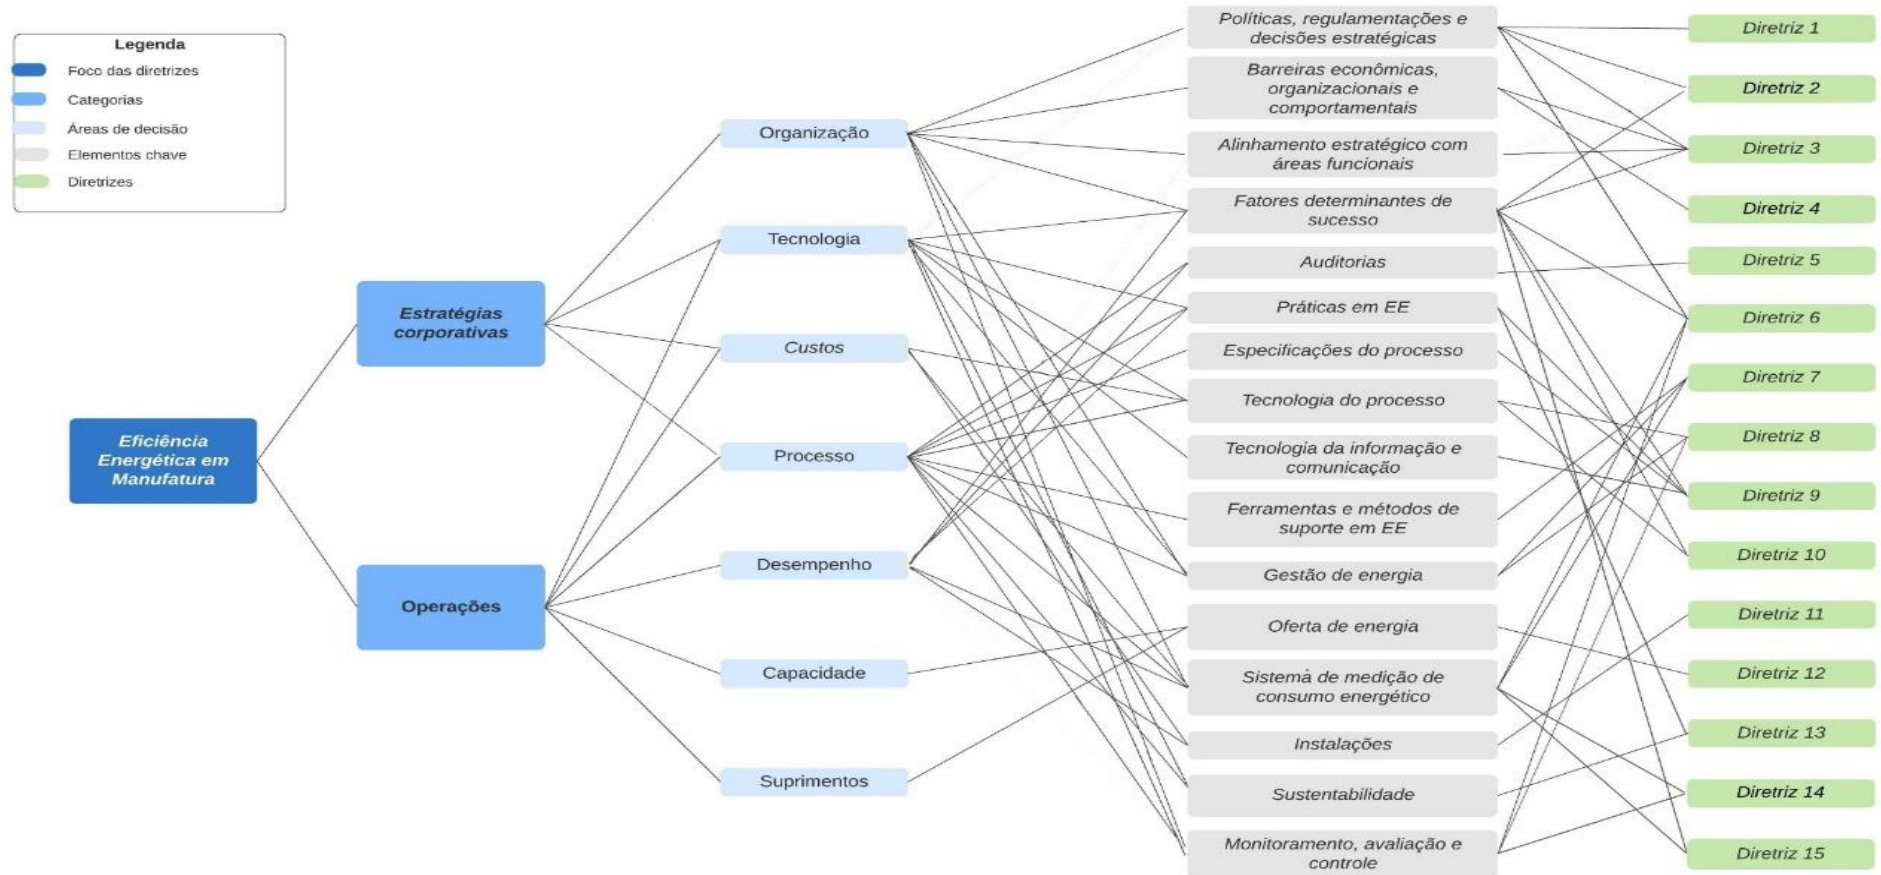 Legenda
Foco das diretrizes
Categorias
Áreas de decisão
Elementos chave
Diretrizes
Eficiência
Energética em
Manufatura
Estratégias
corporativas
Operações
Organização
Tecnologia
Custos
Processo
Desempenho
Capacidade
Suprimentos
Políticas, regulamentações e
decisões estratégicas
Barreiras econômicas,
organizacionais e
comportamentais
Alinhamento estratégico com
áreas funcionais
Fatores determinantes de
sucesso
Auditorias
Práticas em EE
Especificações do processo
Tecnologia do processo
Tecnologia da informação e
comunicação
Ferramentas e métodos de
suporte em EE
Gestão de energia
Oferta de energia
Sistema de medição de
consumo energético
Instalações
Sustentabilidade
Monitoramento, avaliação e
controle
Diretriz 1
Diretriz 2
Diretriz 3
Diretriz 4
Diretriz 5
Diretriz 6
Diretriz 7
Diretriz 8
Diretriz 9
Diretriz 10
Diretriz 11
Diretriz 12
Diretriz 13
Diretriz 14
Diretriz 15